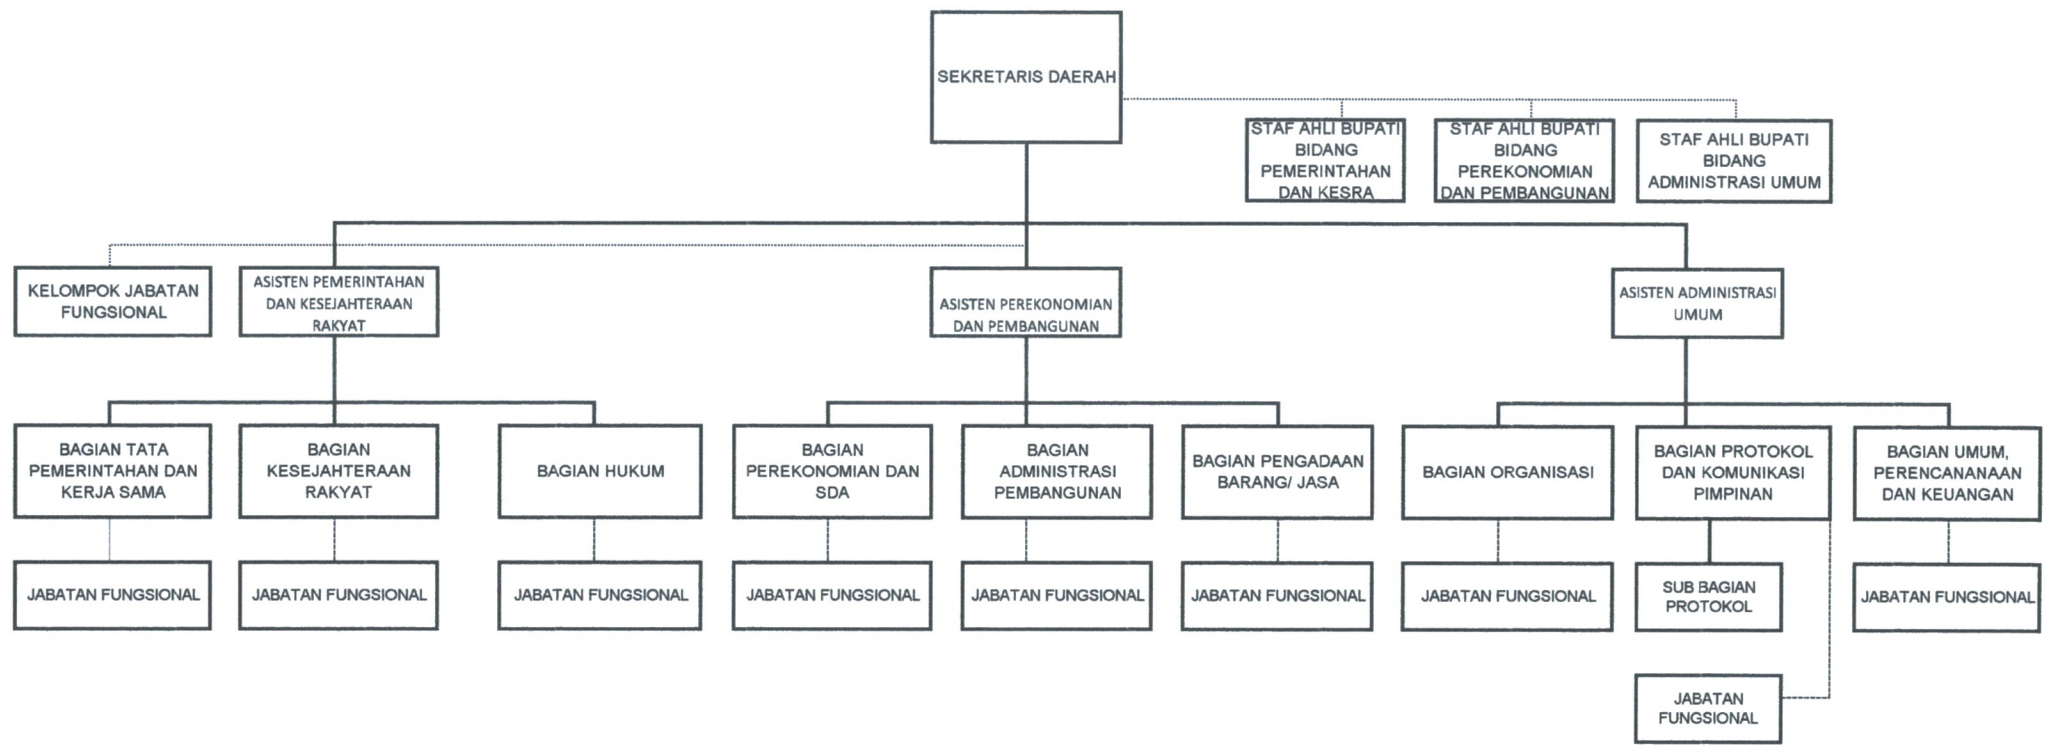 SEKRETARIS DAERAH
STAF AHLI BUPATI
BIDANG
PEMERINTAHAN
DAN KESRA
STAF AHLI BUPATI
BIDANG
PEREKONOMIAN
DAN PEMBANGUNAN
STAF AHLI BUPATI
BIDANG
ADMINISTRASI UMUM
KELOMPOK JABATAN
FUNGSIONAL
ASISTEN PEMERINTAHAN
DAN KESEJAHTERAAN
RAKYAT
ASISTEN PEREKONOMIAN
DAN PEMBANGUNAN
ASISTEN ADMINISTRASI
UMUM
BAGIAN TATA
PEMERINTAHAN DAN
KERJA SAMA
BAGIAN
KESEJAHTERAAN
RAKYAT
BAGIAN HUKUM
BAGIAN
PEREKONOMIAN DAN
SDA
BAGIAN
ADMINISTRASI
PEMBANGUNAN
BAGIAN PENGADAAN
BARANG/ JASA
BAGIAN ORGANISASI
BAGIAN PROTOKOL
DAN KOMUNIKASI
PIMPINAN
BAGIAN UMUM,
PERENCANANAAN
DAN KEUANGAN
JABATAN FUNGSIONAL
JABATAN FUNGSIONAL
JABATAN FUNGSIONAL
JABATAN FUNGSIONAL
JABATAN FUNGSIONAL
JABATAN FUNGSIONAL
JABATAN FUNGSIONAL
SUB BAGIAN
PROTOKOL
JABATAN FUNGSIONAL
JABATAN
FUNGSIONAL